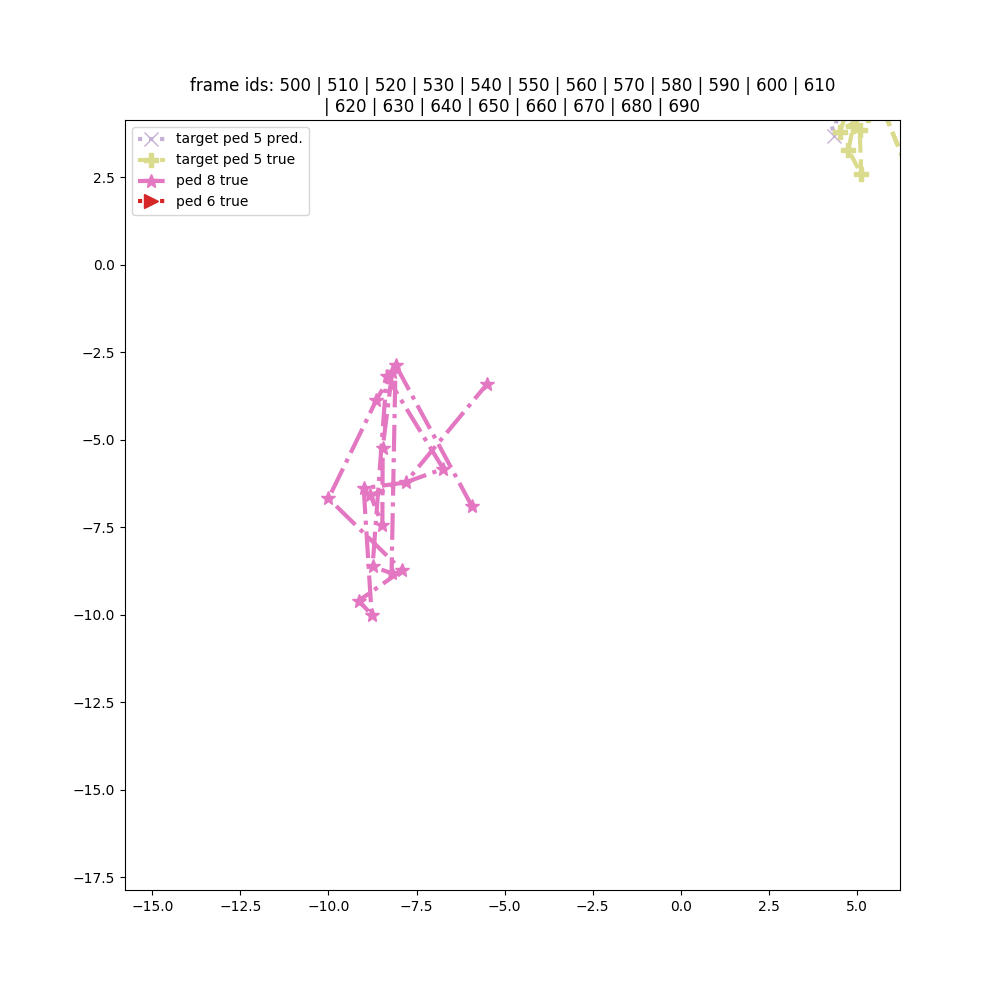 frame ids: 500 | 510 | 520 | 530 | 540 | 550 | 560 | 570 | 580 | 590 | 600 | 610
| 620 | 630 | 640 | 650 | 660 | 670 | 680 | 690
target ped 5 pred.
target ped 5 true
ped 8 true
ped 6 true
2.5
0.0
−2.5
−5.0
−7.5
−10.0
−12.5
−15.0
−17.5
−15.0 −12.5 −10.0 −7.5 −5.0 −2.5 0.0 2.5 5.0